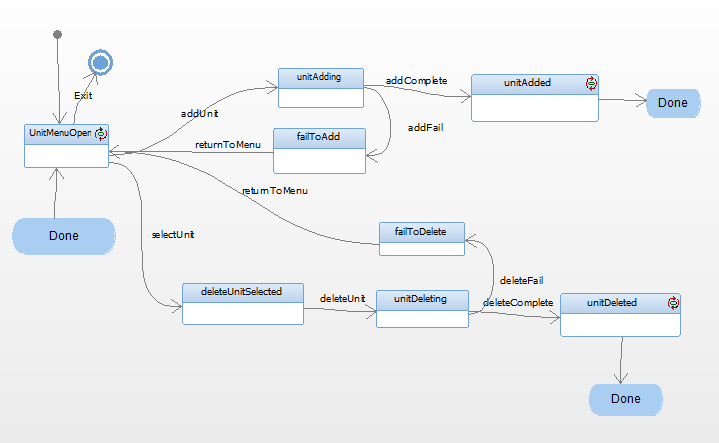 Exit
unitAdding
addComplete
unitAdded
Done
addUnit
addFail
UnitMenuOpen
failToAdd
returnToMenu
returnToMenu
Done
selectUnit
failToDelete
deleteFail
deleteUnitSelected
deleteUnit
unitDeleting
deleteComplete
unitDeleted
Done